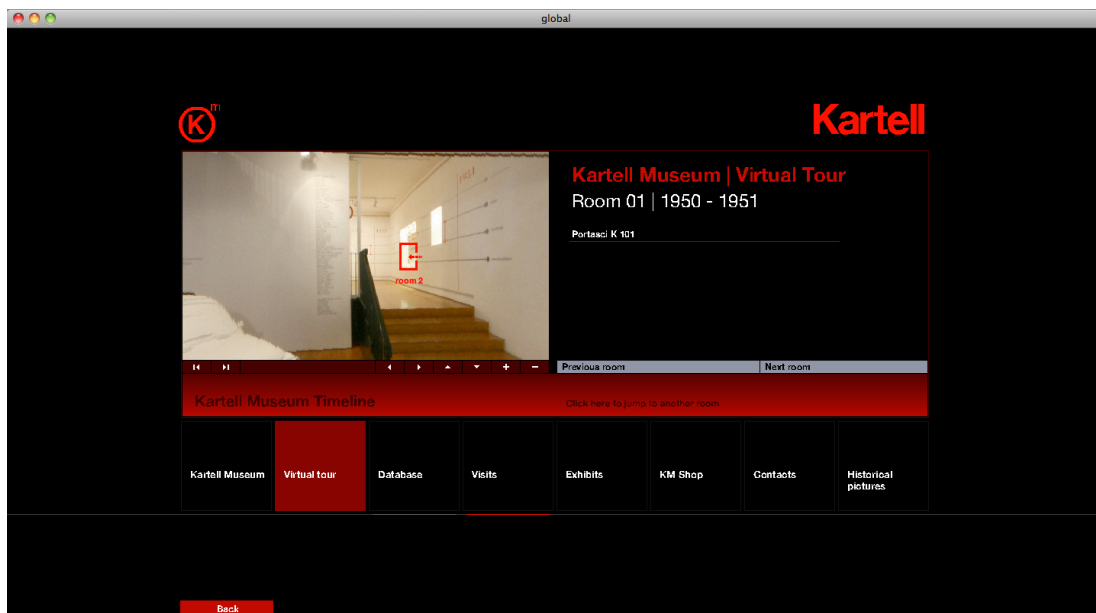 global
K
m
Kartell
Kartell Museum | Virtual Tour
Room 01 | 1950 - 1951
Portasci K 101
1951
room 2
Previous room
Next room
Kartell Museum Timeline
Click here to jump to another room
Kartell Museum
Virtual tour
Database
Visits
Exhibits
KM Shop
Contacts
Historical
pictures
Back